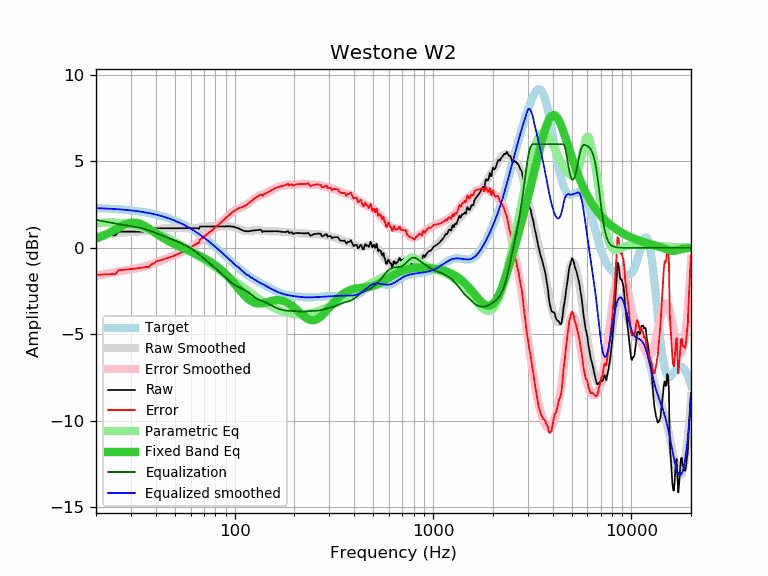 Westone W2
10
5
0
−5
−10
−15
Amplitude (dBr)
Target
Raw Smoothed
Error Smoothed
Raw
Error
Parametric Eq
Fixed Band Eq
Equalization
Equalized smoothed
100
1000
10000
Frequency (Hz)